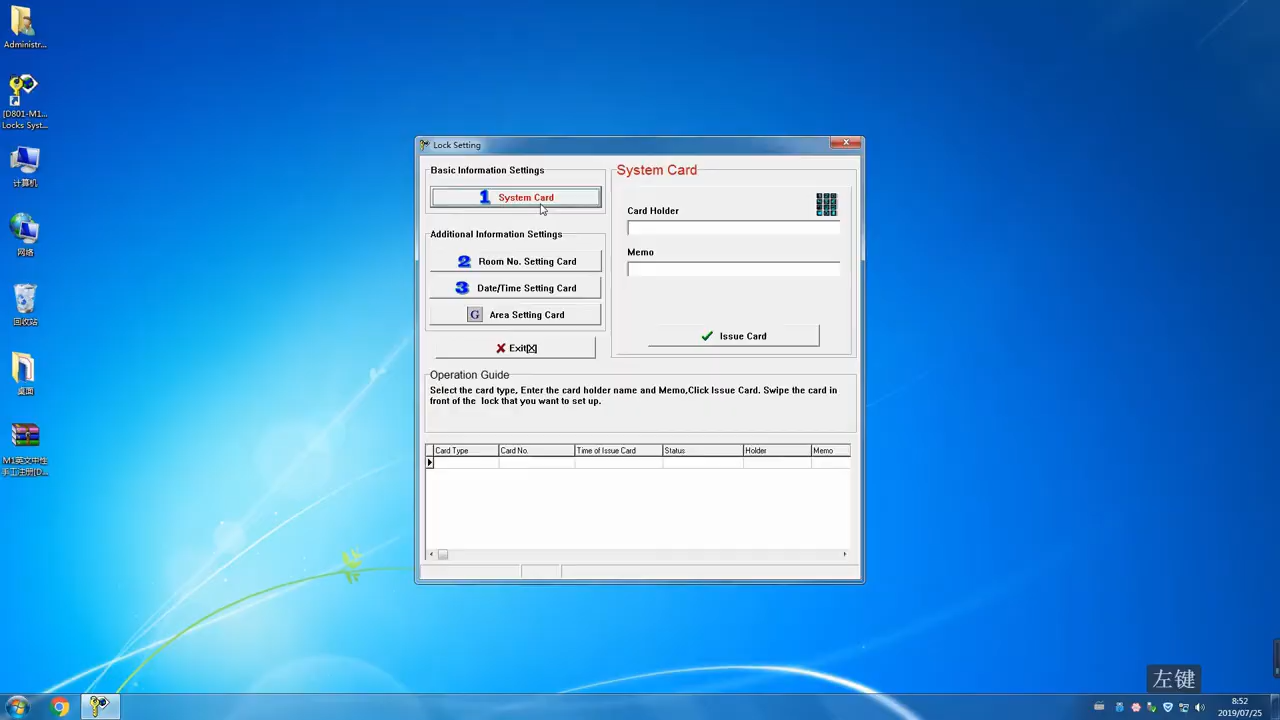 Administr...
[D801-M1...
Locks Syst...
计算机
网络
回收站
桌面
M1英文中性
手工注册[D...
Lock Setting
Basic Information Settings
1 System Card
Additional Information Settings
2 Room No. Setting Card
3 Date/Time Setting Card
G Area Setting Card
Exit[X]
System Card
Card Holder
Memo
Issue Card
Operation Guide
Select the card type, Enter the card holder name and Memo,Click Issue Card. Swipe the card in
front of the lock that you want to set up.
Card Type Card No. Time of Issue Card Status Holder Memo
左键
8:52
2019/07/25